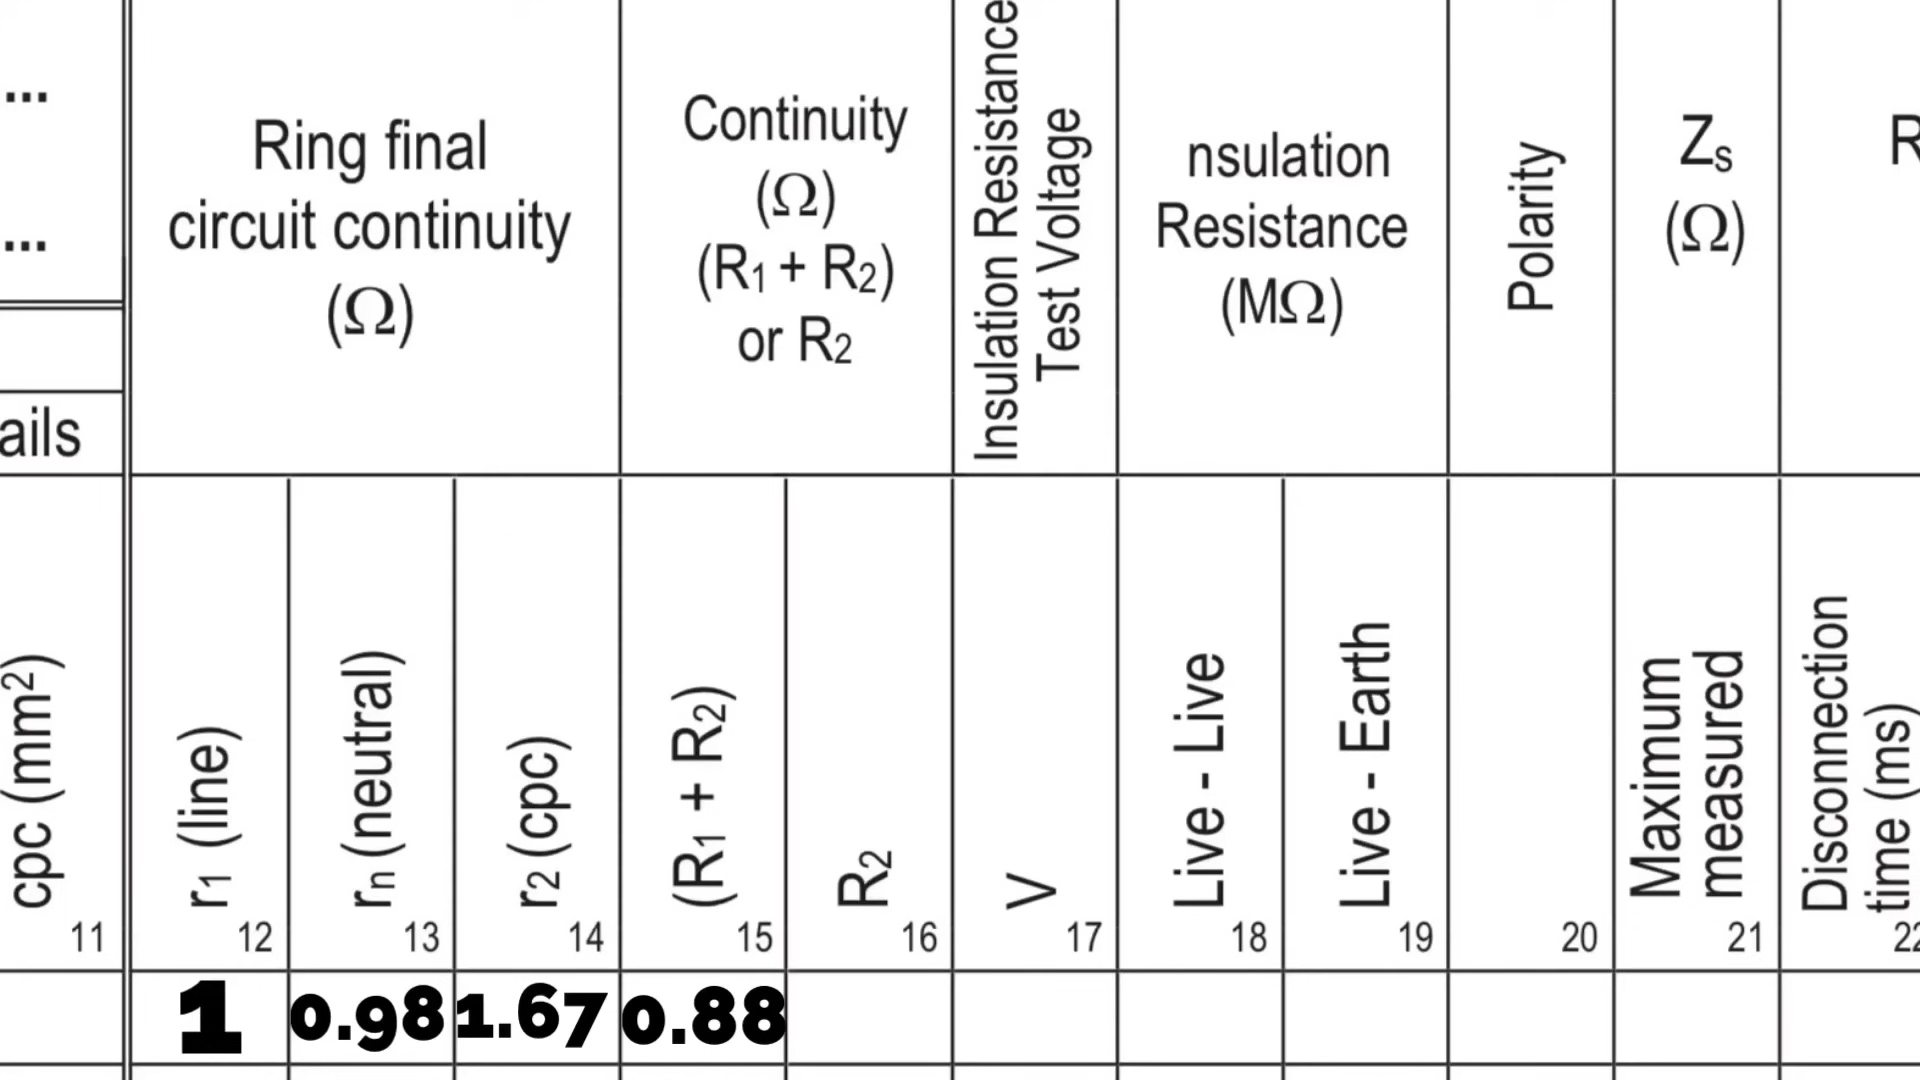 ...
...
ails
Ring final
circuit continuity
(Ω)
Continuity
(Ω)
(R1 + R2)
or R2
Insulation Resistance
Test Voltage
nsulation
Resistance
(MΩ)
Polarity
Zs
(Ω)
R
cpc (mm²)
11
r1 (line)
12
rn (neutral)
13
r2 (cpc)
14
(R1 + R2)
15
R2
16
V
17
Live - Live
18
Live - Earth
19
20
Maximum
measured
21
Disconnection
time (ms)
22
1 0.98 1.67 0.88